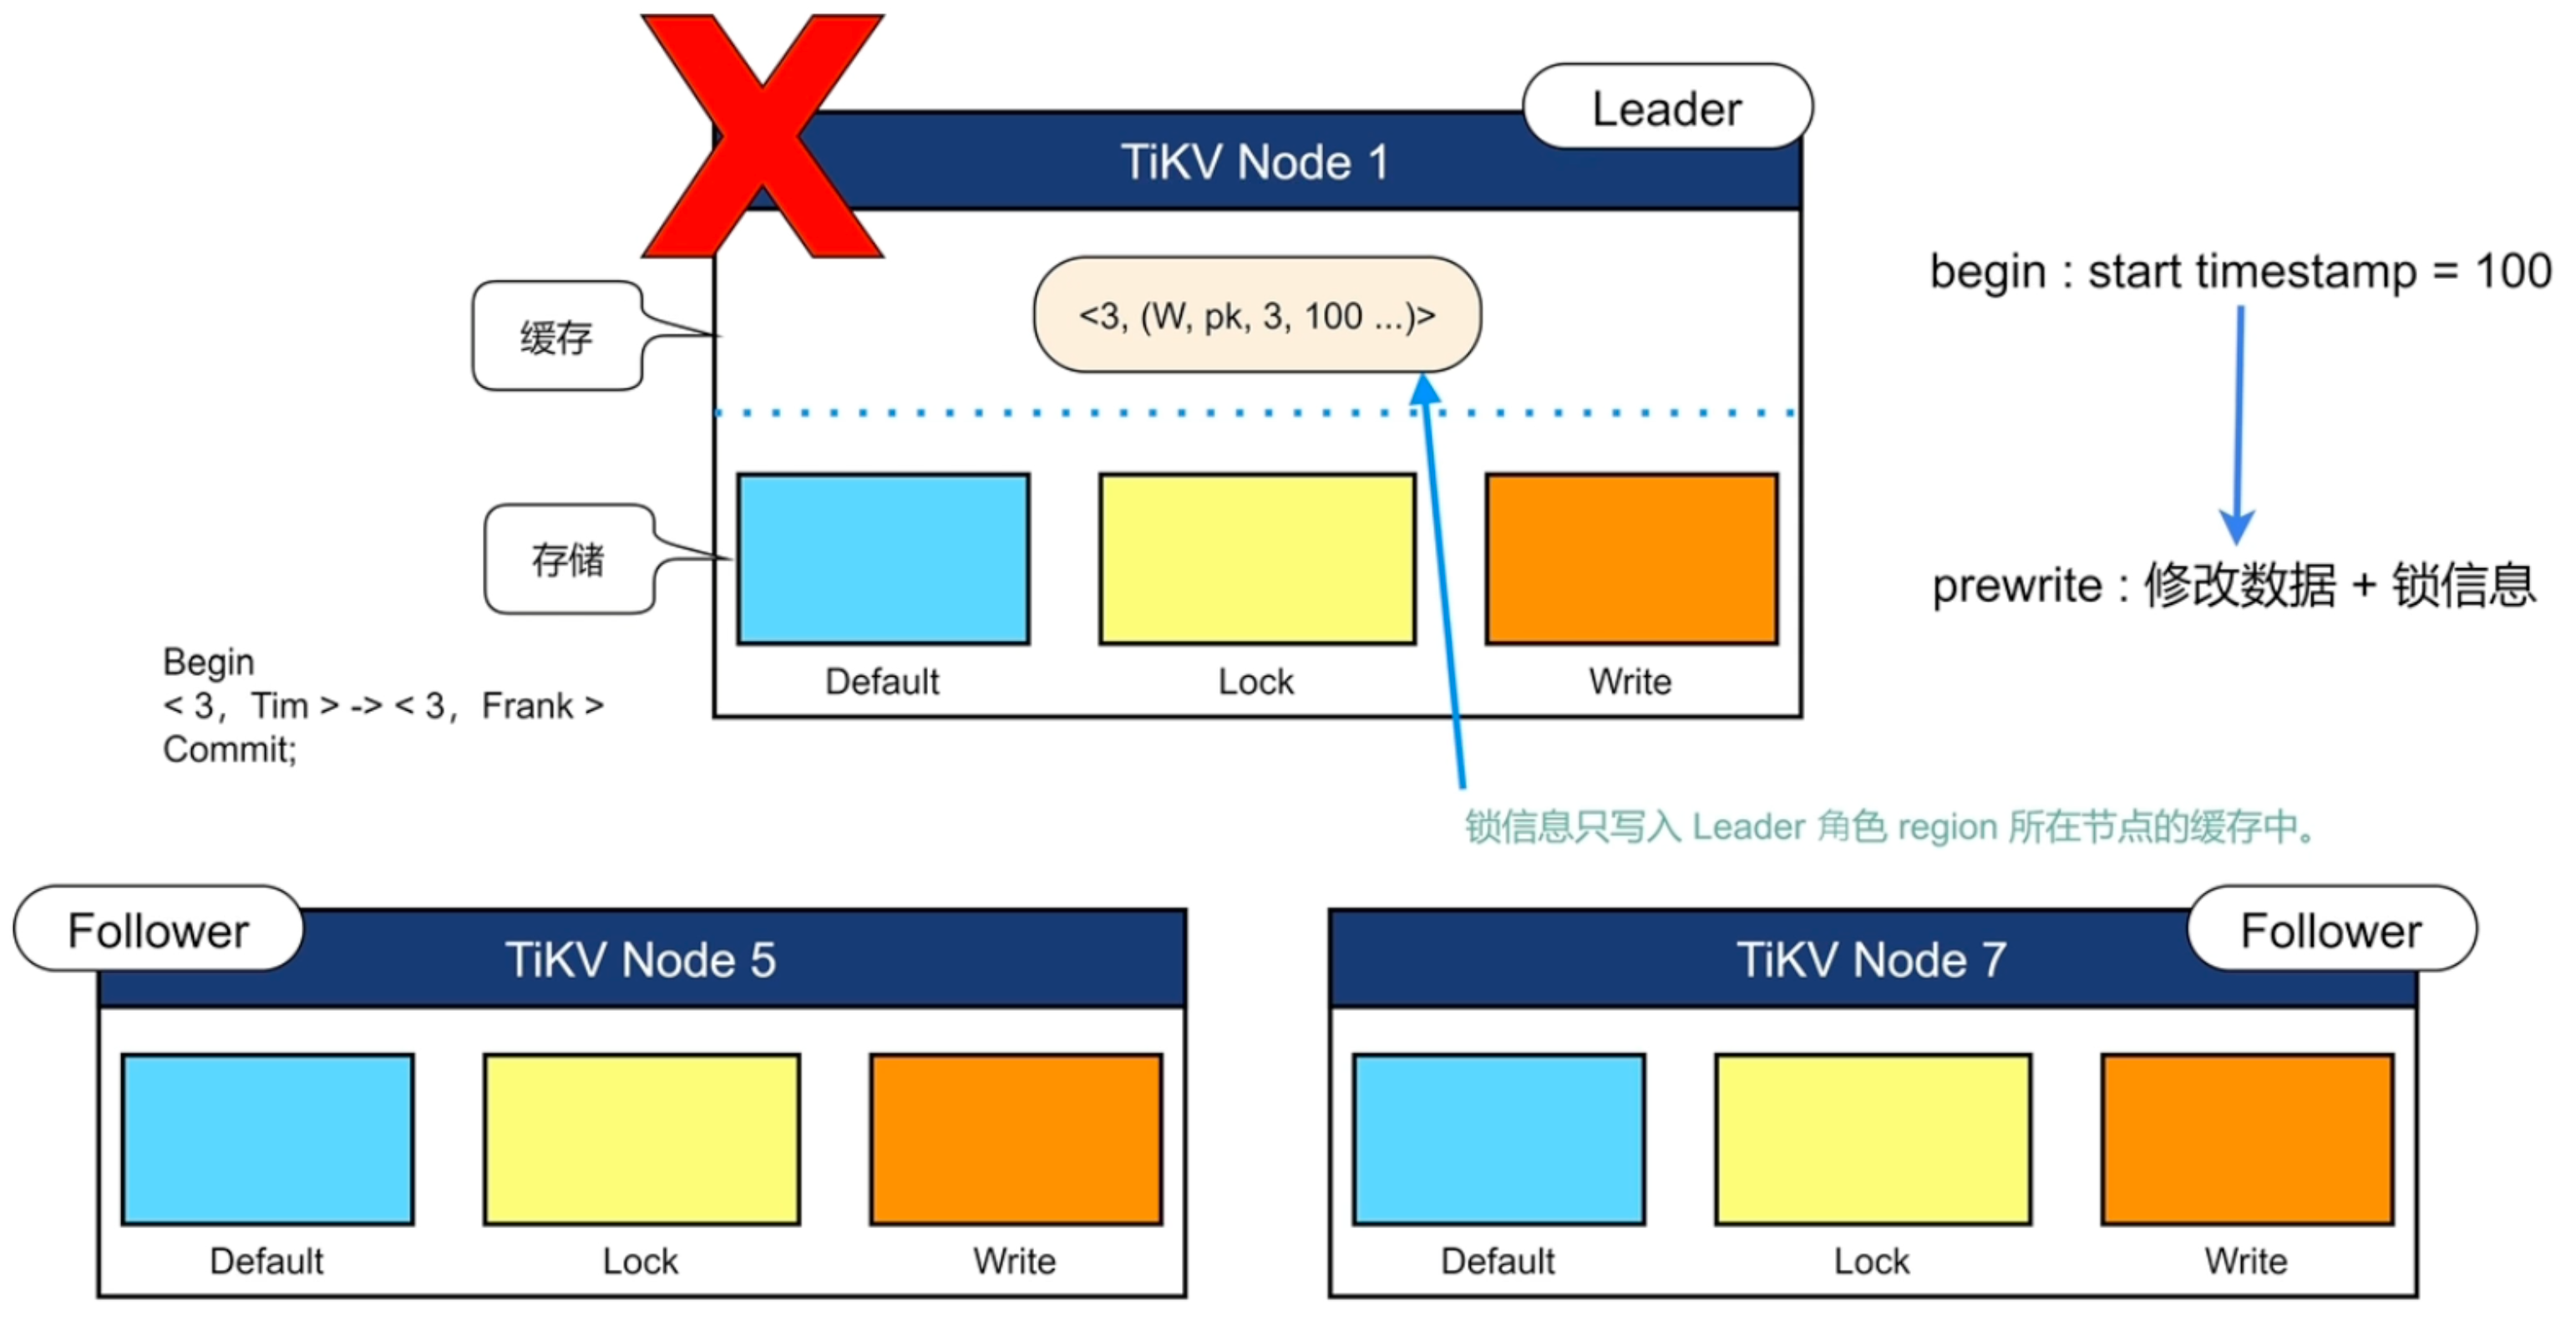 Leader
TiKV Node 1
<3, (W, pk, 3, 100 ...)>
缓存
begin : start timestamp = 100
存储
prewrite : 修改数据 + 锁信息
Default
Lock
Write
Begin
< 3，Tim > -> < 3，Frank >
Commit;
锁信息只写入 Leader 角色 region 所在节点的缓存中。
Follower
TiKV Node 5
Default
Lock
Write
Follower
TiKV Node 7
Default
Lock
Write